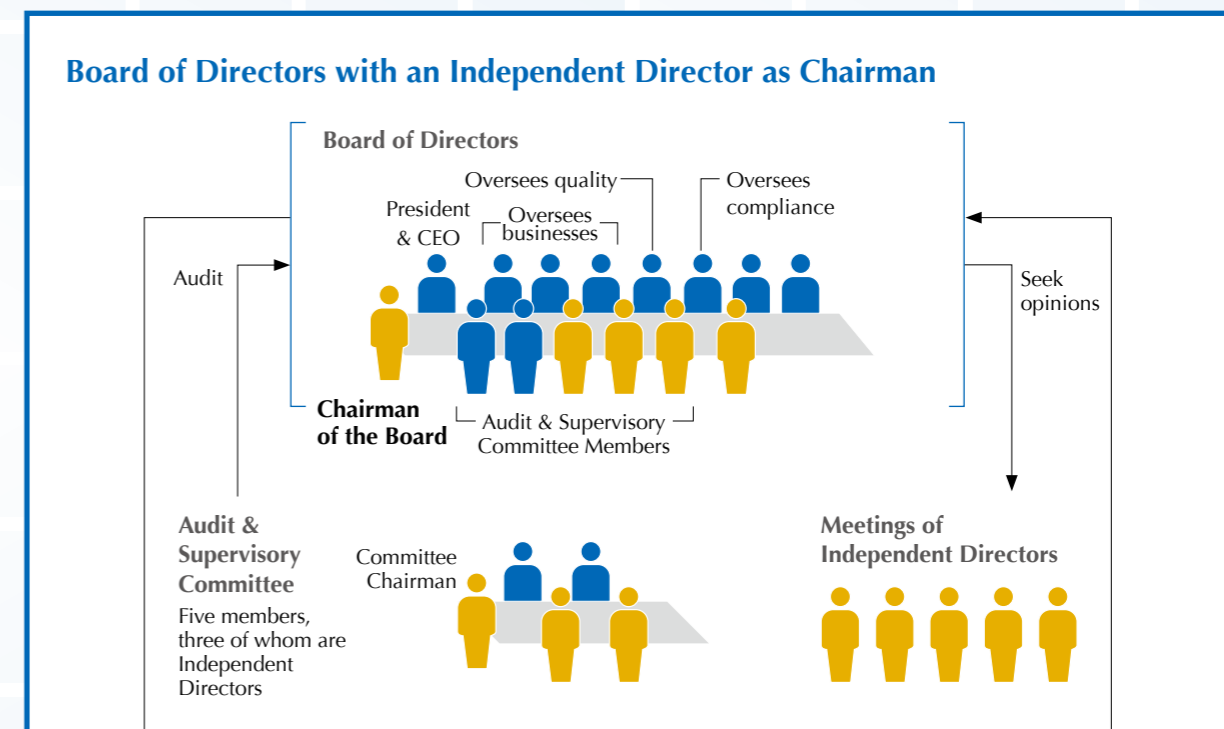 Board of Directors with an Independent Director as Chairman
Board of Directors
Oversees quality
Oversees
compliance
President
& CEO
Oversees
businesses
Audit
Seek
opinions
Chairman
of the Board
Audit & Supervisory
Committee Members
Audit &
Supervisory
Committee
Five members,
three of whom are
Independent
Directors
Committee
Chairman
Meetings of
Independent Directors